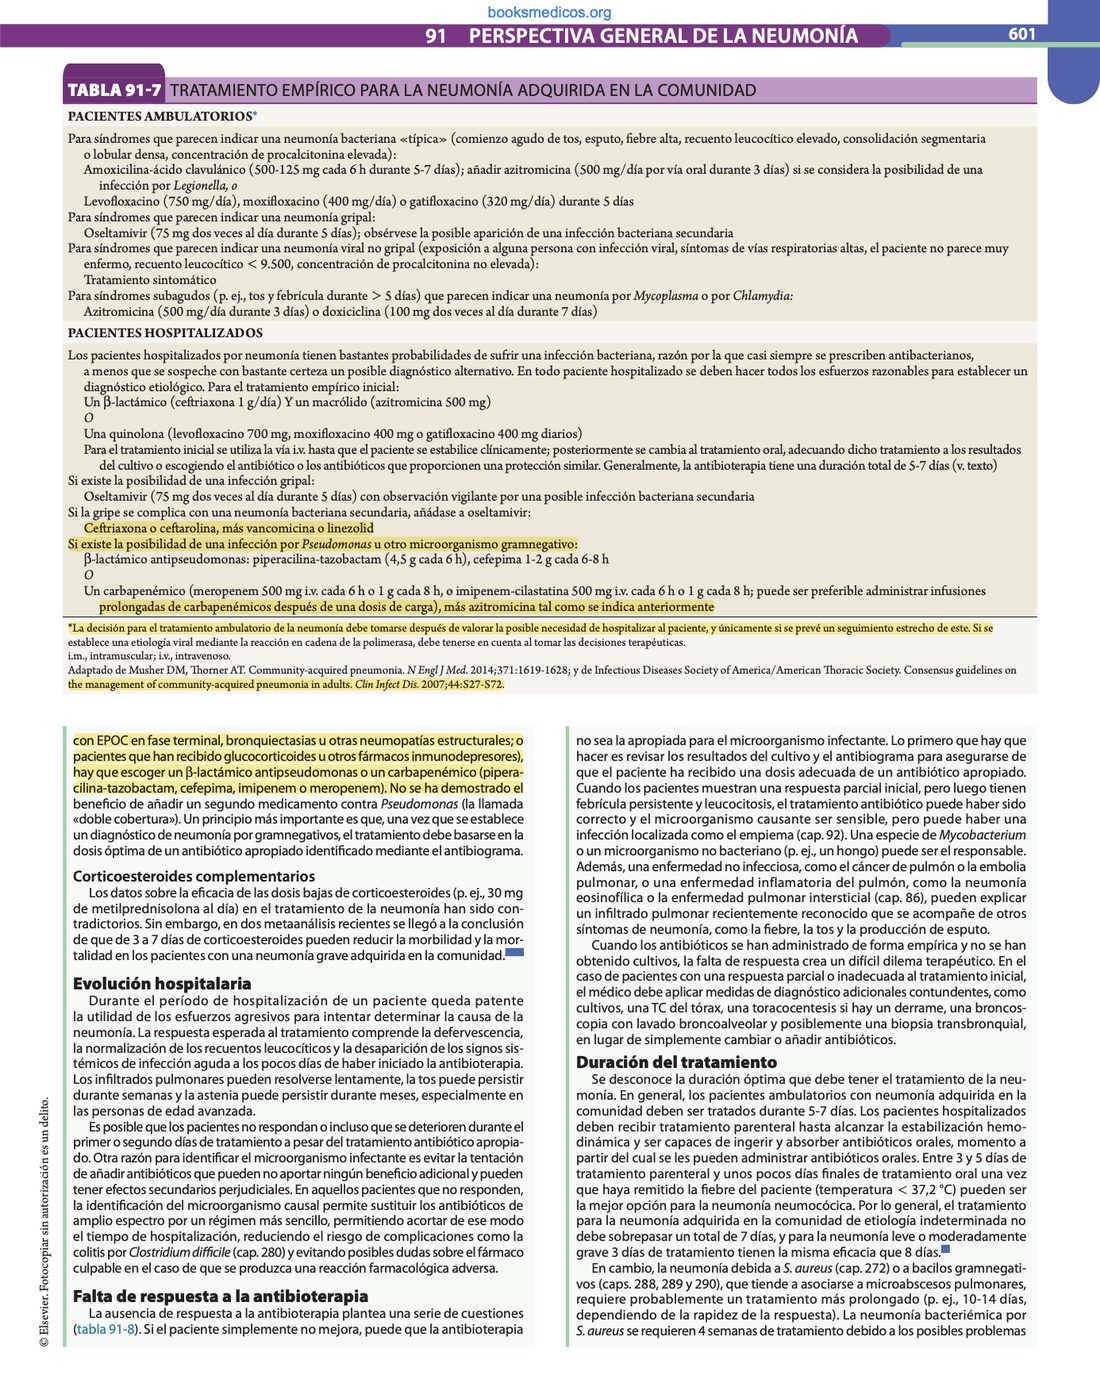 booksmedicos.org
91 PERSPECTIVA GENERAL DE LA NEUMONÍA
601
TABLA 91-7 TRATAMIENTO EMPÍRICO PARA LA NEUMONÍA ADQUIRIDA EN LA COMUNIDAD
PACIENTES AMBULATORIOS*
Para síndromes que parecen indicar una neumonía bacteriana «típica» (comienzo agudo de tos, esputo, fiebre alta, recuento leucocítico elevado, consolidación segmentaria
o lobular densa, concentración de procalcitonina elevada):
Amoxicilina-ácido clavulánico (500-125 mg cada 6 h durante 5-7 días); añadir azitromicina (500 mg/día por vía oral durante 3 días) si se considera la posibilidad de una
infección por Legionella, o
Levofloxacino (750 mg/día), moxifloxacino (400 mg/día) o gatifloxacino (320 mg/día) durante 5 días
Para síndromes que parecen indicar una neumonía gripal:
Oseltamivir (75 mg dos veces al día durante 5 días); obsérvese la posible aparición de una infección bacteriana secundaria
Para síndromes que parecen indicar una neumonía viral no gripal (exposición a alguna persona con infección viral, síntomas de vías respiratorias altas, el paciente no parece muy
enfermo, recuento leucocítico < 9.500, concentración de procalcitonina no elevada):
Tratamiento sintomático
Para síndromes subagudos (p. ej., tos y febrícula durante > 5 días) que parecen indicar una neumonía por Mycoplasma o por Chlamydia:
Azitromicina (500 mg/día durante 3 días) o doxiciclina (100 mg dos veces al día durante 7 días)
PACIENTES HOSPITALIZADOS
Los pacientes hospitalizados por neumonía tienen bastantes probabilidades de sufrir una infección bacteriana, razón por la que casi siempre se prescriben antibacterianos,
a menos que se sospeche con bastante certeza un posible diagnóstico alternativo. En todo paciente hospitalizado se deben hacer todos los esfuerzos razonables para establecer un
diagnóstico etiológico. Para el tratamiento empírico inicial:
Un β-lactámico (ceftriaxona 1 g/día) Y un macrólido (azitromicina 500 mg)
O
Una quinolona (levofloxacino 700 mg, moxifloxacino 400 mg o gatifloxacino 400 mg diarios)
Para el tratamiento inicial se utiliza la vía i.v. hasta que el paciente se estabilice clínicamente; posteriormente se cambia al tratamiento oral, adecuando dicho tratamiento a los resultados
del cultivo o escogiendo el antibiótico o los antibióticos que proporcionen una protección similar. Generalmente, la antibioterapia tiene una duración total de 5-7 días (v. texto)
Si existe la posibilidad de una infección gripal:
Oseltamivir (75 mg dos veces al día durante 5 días) con observación vigilante por una posible infección bacteriana secundaria
Si la gripe se complica con una neumonía bacteriana secundaria, añádase a oseltamivir:
Ceftriaxona o ceftarolina, más vancomicina o linezolid
Si existe la posibilidad de una infección por Pseudomonas u otro microorganismo gramnegativo:
β-lactámico antipseudomonas: piperacilina-tazobactam (4,5 g cada 6 h), cefepima 1-2 g cada 6-8 h
O
Un carbapenémico (meropenem 500 mg i.v. cada 6 h o 1 g cada 8 h, o imipenem-cilastatina 500 mg i.v. cada 6 h o 1 g cada 8 h; puede ser preferible administrar infusiones
prolongadas de carbapenémicos después de una dosis de carga), más azitromicina tal como se indica anteriormente
*La decisión para el tratamiento ambulatorio de la neumonía debe tomarse después de valorar la posible necesidad de hospitalizar al paciente, y únicamente si se prevé un seguimiento estrecho de este. Si se
establece una etiología viral mediante la reacción en cadena de la polimerasa, debe tenerse en cuenta al tomar las decisiones terapéuticas.
i.m., intramuscular; i.v., intravenoso.
Adaptado de Musher DM, Thorner AT. Community-acquired pneumonia. N Engl J Med. 2014;371:1619-1628; y de Infectious Diseases Society of America/American Thoracic Society. Consensus guidelines on
the management of community-acquired pneumonia in adults. Clin Infect Dis. 2007;44:S27-S72.
con EPOC en fase terminal, bronquiectasias u otras neumopatías estructurales; o
pacientes que han recibido glucocorticoides u otros fármacos inmunodepresores),
hay que escoger un β-lactámico antipseudomonas o un carbapenémico (pipera-
cilina-tazobactam, cefepima, imipenem o meropenem). No se ha demostrado el
beneficio de añadir un segundo medicamento contra Pseudomonas (la llamada
«doble cobertura»). Un principio más importante es que, una vez que se establece
un diagnóstico de neumonía por gramnegativos, el tratamiento debe basarse en la
dosis óptima de un antibiótico apropiado identificado mediante el antibiograma.
Corticoesteroides complementarios
Los datos sobre la eficacia de las dosis bajas de corticoesteroides (p. ej., 30 mg
de metilprednisolona al día) en el tratamiento de la neumonía han sido con-
tradictorios. Sin embargo, en dos metaanálisis recientes se llegó a la conclusión
de que de 3 a 7 días de corticoesteroides pueden reducir la morbilidad y la mor-
talidad en los pacientes con una neumonía grave adquirida en la comunidad.
Evolución hospitalaria
Durante el período de hospitalización de un paciente queda patente
la utilidad de los esfuerzos agresivos para intentar determinar la causa de la
neumonía. La respuesta esperada al tratamiento comprende la defervescencia,
la normalización de los recuentos leucocíticos y la desaparición de los signos sis-
témicos de infección aguda a los pocos días de haber iniciado la antibioterapia.
Los infiltrados pulmonares pueden resolverse lentamente, la tos puede persistir
durante semanas y la astenia puede persistir durante meses, especialmente en
las personas de edad avanzada.
Es posible que los pacientes no respondan o incluso que se deterioren durante el
primer o segundo días de tratamiento a pesar del tratamiento antibiótico apropia-
do. Otra razón para identificar el microorganismo infectante es evitar la tentación
de añadir antibióticos que pueden no aportar ningún beneficio adicional y pueden
tener efectos secundarios perjudiciales. En aquellos pacientes que no responden,
la identificación del microorganismo causal permite sustituir los antibióticos de
amplio espectro por un régimen más sencillo, permitiendo acortar de ese modo
el tiempo de hospitalización, reduciendo el riesgo de complicaciones como la
colitis por Clostridium difficile (cap. 280) y evitando posibles dudas sobre el fármaco
culpable en el caso de que se produzca una reacción farmacológica adversa.
Falta de respuesta a la antibioterapia
La ausencia de respuesta a la antibioterapia plantea una serie de cuestiones
(tabla 91-8). Si el paciente simplemente no mejora, puede que la antibioterapia
no sea la apropiada para el microorganismo infectante. Lo primero que hay que
hacer es revisar los resultados del cultivo y el antibiograma para asegurarse de
que el paciente ha recibido una dosis adecuada de un antibiótico apropiado.
Cuando los pacientes muestran una respuesta parcial inicial, pero luego tienen
febrícula persistente y leucocitosis, el tratamiento antibiótico puede haber sido
correcto y el microorganismo causante ser sensible, pero puede haber una
infección localizada como el empiema (cap. 92). Una especie de Mycobacterium
o un microorganismo no bacteriano (p. ej., un hongo) puede ser el responsable.
Además, una enfermedad no infecciosa, como el cáncer de pulmón o la embolia
pulmonar, o una enfermedad inflamatoria del pulmón, como la neumonía
eosinofílica o la enfermedad pulmonar intersticial (cap. 86), pueden explicar
un infiltrado pulmonar recientemente reconocido que se acompañe de otros
síntomas de neumonía, como la fiebre, la tos y la producción de esputo.
Cuando los antibióticos se han administrado de forma empírica y no se han
obtenido cultivos, la falta de respuesta crea un difícil dilema terapéutico. En el
caso de pacientes con una respuesta parcial o inadecuada al tratamiento inicial,
el médico debe aplicar medidas de diagnóstico adicionales contundentes, como
cultivos, una TC del tórax, una toracocentesis si hay un derrame, una broncos-
copia con lavado broncoalveolar y posiblemente una biopsia transbronquial,
en lugar de simplemente cambiar o añadir antibióticos.
Duración del tratamiento
Se desconoce la duración óptima que debe tener el tratamiento de la neu-
monía. En general, los pacientes ambulatorios con neumonía adquirida en la
comunidad deben ser tratados durante 5-7 días. Los pacientes hospitalizados
deben recibir tratamiento parenteral hasta alcanzar la estabilización hemo-
dinámica y ser capaces de ingerir y absorber antibióticos orales, momento a
partir del cual se les pueden administrar antibióticos orales. Entre 3 y 5 días de
tratamiento parenteral y unos pocos días finales de tratamiento oral una vez
que haya remitido la fiebre del paciente (temperatura < 37,2 °C) pueden ser
la mejor opción para la neumonía neumocócica. Por lo general, el tratamiento
para la neumonía adquirida en la comunidad de etiología indeterminada no
debe sobrepasar un total de 7 días, y para la neumonía leve o moderadamente
grave 3 días de tratamiento tienen la misma eficacia que 8 días.
En cambio, la neumonía debida a S. aureus (cap. 272) o a bacilos gramnegati-
vos (caps. 288, 289 y 290), que tiende a asociarse a microabscesos pulmonares,
requiere probablemente un tratamiento más prolongado (p. ej., 10-14 días,
dependiendo de la rapidez de la respuesta). La neumonía bacteriémica por
S. aureus se requieren 4 semanas de tratamiento debido a los posibles problemas
© Elsevier. Fotocopiar sin autorización es un delito.